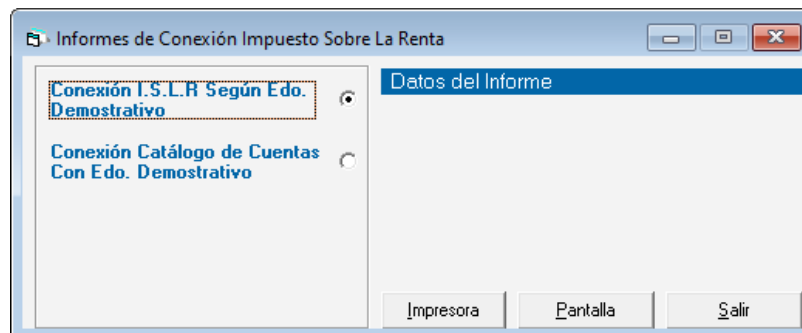 Informes de Conexión Impuesto Sobre La Renta
Conexión I.S.L.R Según Edo.
Demostrativo
Conexión Catálogo de Cuentas
Con Edo. Demostrativo
Datos del Informe
Impresora
Pantalla
Salir